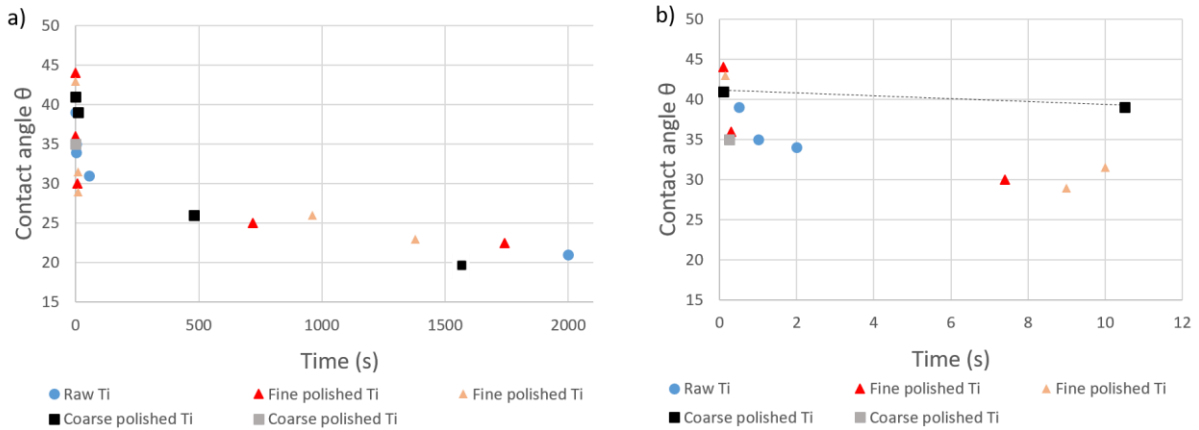 a)
50
45
40
35
30
25
20
15
Contact angle θ
0 500 1000 1500 2000
Time (s)
Raw Ti Fine polished Ti Fine polished Ti
Coarse polished Ti Coarse polished Ti
b)
50
45
40
35
30
25
20
15
Contact angle θ
0 2 4 6 8 10 12
Time (s)
Raw Ti Fine polished Ti Fine polished Ti
Coarse polished Ti Coarse polished Ti